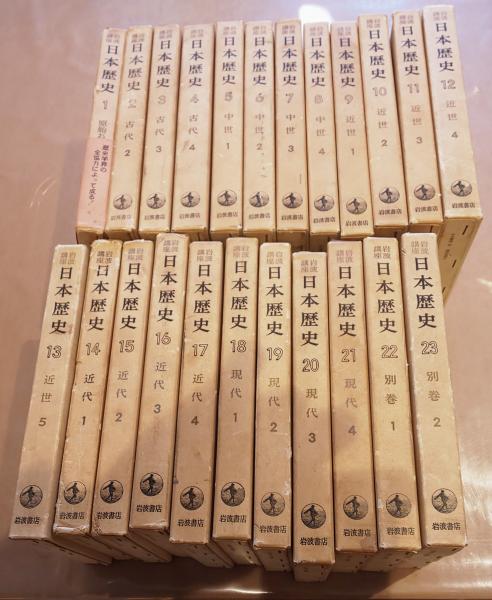 岩波講座 日本歴史 1 原始お
歴史学界の
全協力によって成る!
岩波講座 日本歴史 2 古代 2 岩波書店
岩波講座 日本歴史 3 古代 3 岩波書店
岩波講座 日本歴史 4 古代 4 岩波書店
岩波講座 日本歴史 5 中世 1 岩波書店
岩波講座 日本歴史 6 中世 2 岩波書店
岩波講座 日本歴史 7 中世 3 岩波書店
岩波講座 日本歴史 8 中世 4 岩波書店
岩波講座 日本歴史 9 近世 1 岩波書店
岩波講座 日本歴史 10 近世 2 岩波書店
岩波講座 日本歴史 11 近世 3 岩波書店
岩波講座 日本歴史 12 近世 4 岩波書店
岩波講座 日本歴史 13 近世 5 岩波書店
岩波講座 日本歴史 14 近代 1 岩波書店
岩波講座 日本歴史 15 近代 2 岩波書店
岩波講座 日本歴史 16 近代 3 岩波書店
岩波講座 日本歴史 17 近代 4 岩波書店
岩波講座 日本歴史 18 現代 1 岩波書店
岩波講座 日本歴史 19 現代 2 岩波書店
岩波講座 日本歴史 20 現代 3 岩波書店
岩波講座 日本歴史 21 現代 4 岩波書店
岩波講座 日本歴史 22 別巻 1 岩波書店
岩波講座 日本歴史 23 別巻 2 岩波書店